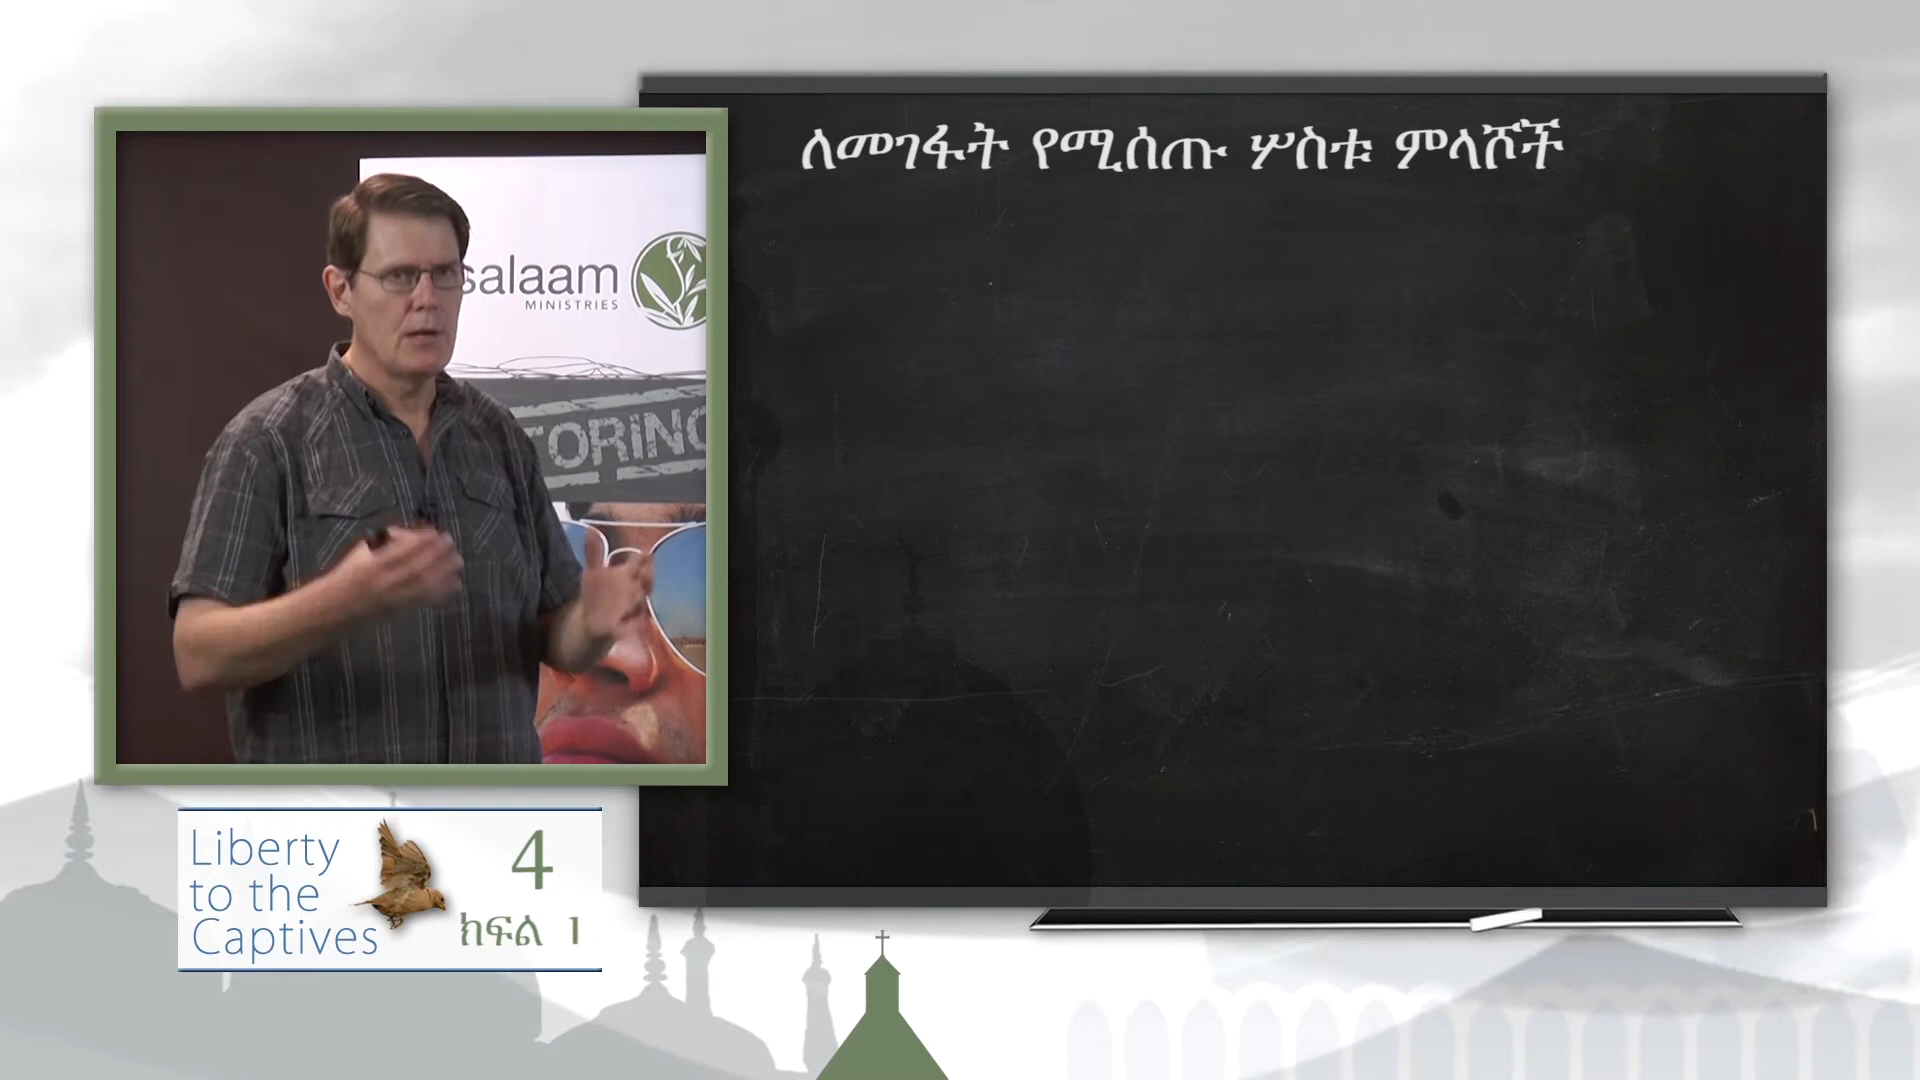 ለመገፋት የሚሰጡ ሦስቱ ምላሾች
salaam
MINISTRIES
TORING
Liberty
to the
Captives
4
ክፍል 1